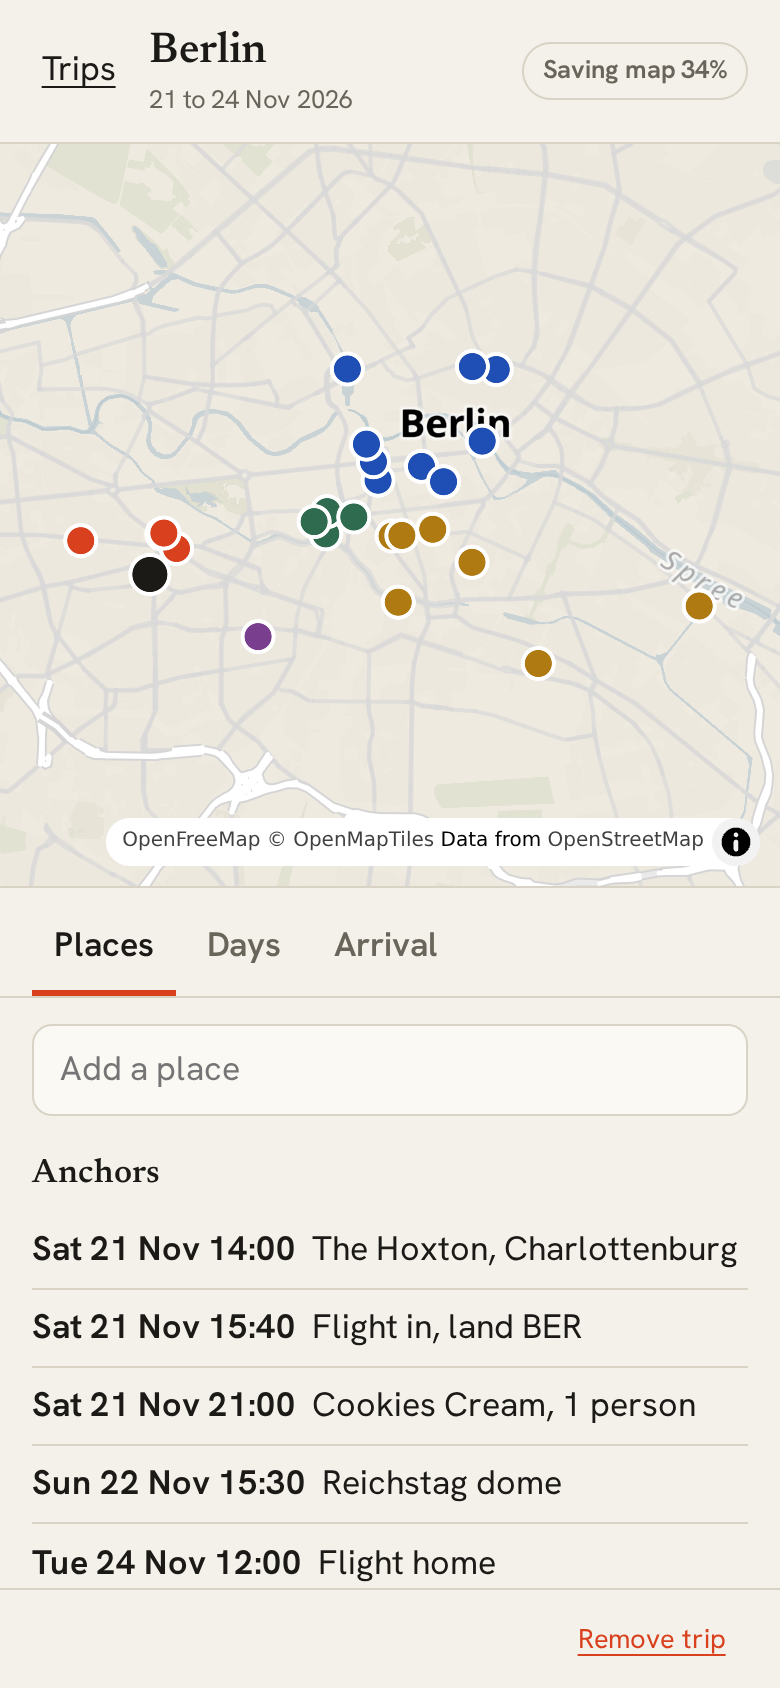 Trips
Berlin
21 to 24 Nov 2026
Saving map 34%
Berlin
Spree
OpenFreeMap © OpenMapTiles Data from OpenStreetMap
Places Days Arrival
Add a place
Anchors
Sat 21 Nov 14:00 The Hoxton, Charlottenburg
Sat 21 Nov 15:40 Flight in, land BER
Sat 21 Nov 21:00 Cookies Cream, 1 person
Sun 22 Nov 15:30 Reichstag dome
Tue 24 Nov 12:00 Flight home
Remove trip